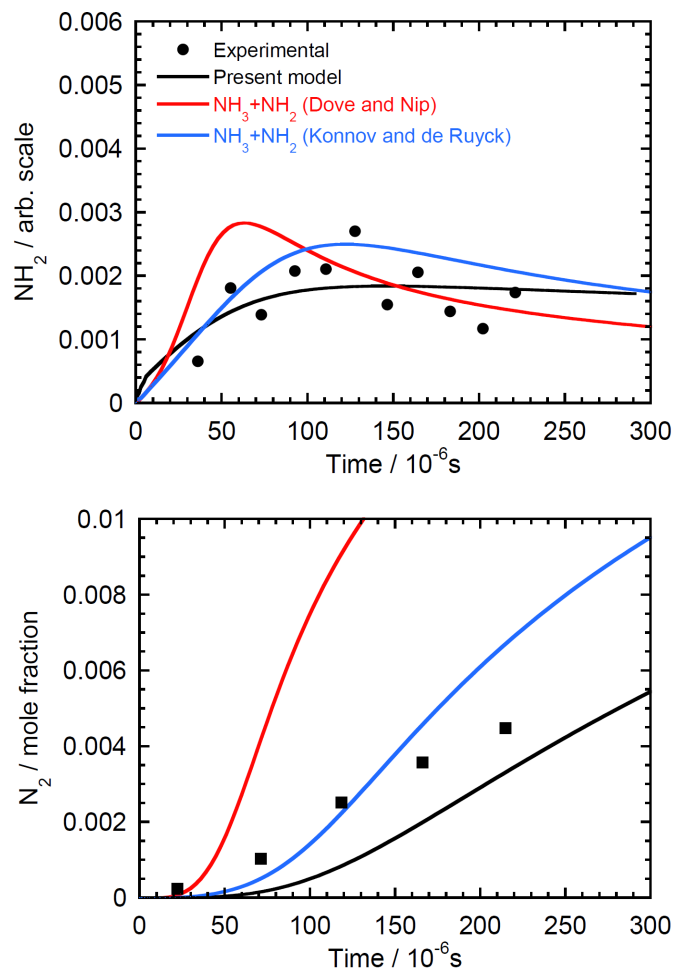 0.006
0.005
0.004
0.003
0.002
0.001
0
NH₂ / arb. scale
Experimental
Present model
NH₃+NH₂ (Dove and Nip)
NH₃+NH₂ (Konnov and de Ruyck)
0 50 100 150 200 250 300
Time / 10⁻⁶s
0.01
0.008
0.006
0.004
0.002
0
N₂ / mole fraction
0 50 100 150 200 250 300
Time / 10⁻⁶s